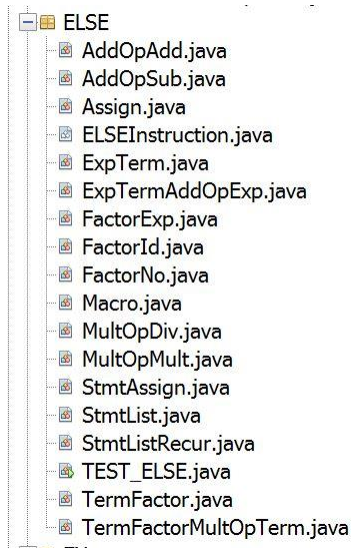 ELSE
AddOpAdd.java
AddOpSub.java
Assign.java
ELSEInstruction.java
ExpTerm.java
ExpTermAddOpExp.java
FactorExp.java
FactorId.java
FactorNo.java
Macro.java
MultOpDiv.java
MultOpMult.java
StmtAssign.java
StmtList.java
StmtListRecur.java
TEST_ELSE.java
TermFactor.java
TermFactorMultOpTerm.java